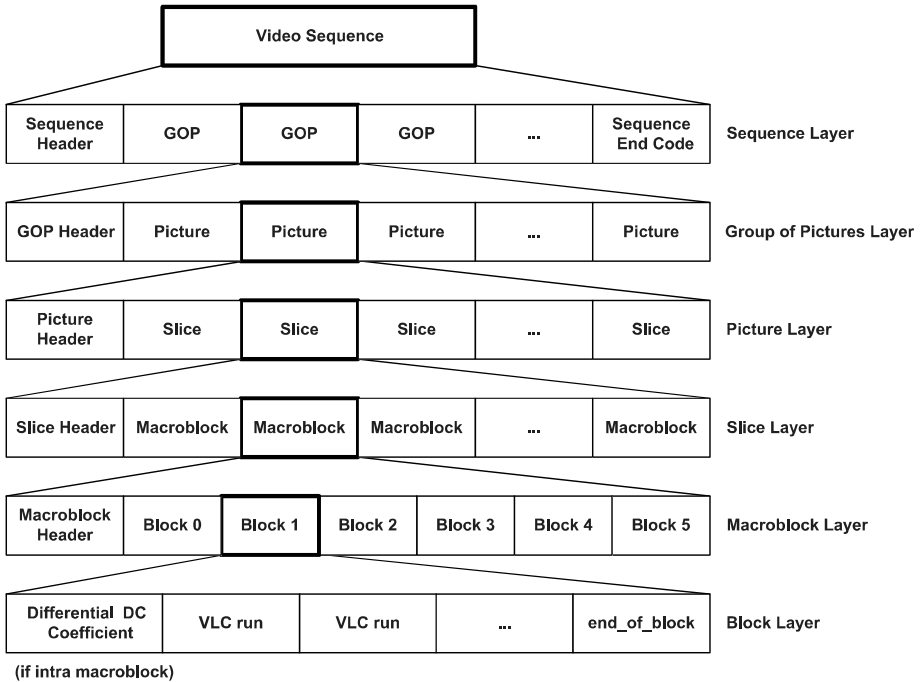 Video Sequence
Sequence Header GOP GOP GOP ... Sequence End Code Sequence Layer
GOP Header Picture Picture Picture ... Picture Group of Pictures Layer
Picture Header Slice Slice Slice ... Slice Picture Layer
Slice Header Macroblock Macroblock Macroblock ... Macroblock Slice Layer
Macroblock Header Block 0 Block 1 Block 2 Block 3 Block 4 Block 5 Macroblock Layer
Differential DC Coefficient VLC run VLC run ... end_of_block Block Layer
(if intra macroblock)